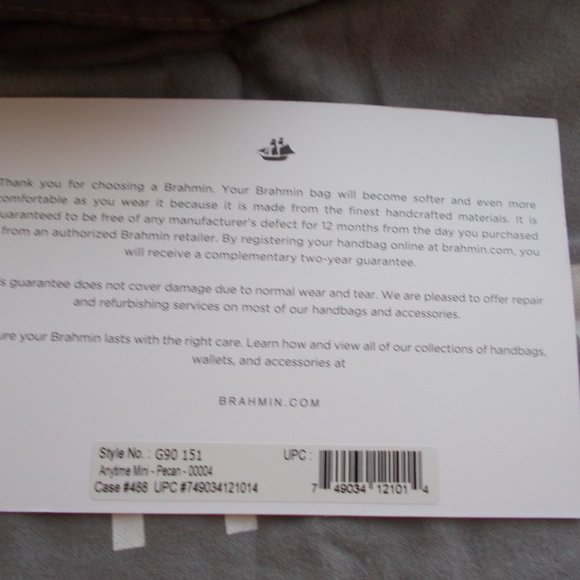 Thank you for choosing a Brahmin. Your Brahmin bag will become softer and even more
comfortable as you wear it because it is made from the finest handcrafted materials. It is
guaranteed to be free of any manufacturer's defect for 12 months from the day you purchased
from an authorized Brahmin retailer. By registering your handbag online at brahmin.com, you
will receive a complementary two-year guarantee.
guarantee does not cover damage due to normal wear and tear. We are pleased to offer repair
and refurbishing services on most of our handbags and accessories.
your Brahmin lasts with the right care. Learn how and view all of our collections of handbags,
wallets, and accessories at
BRAHMIN.COM
Style No. : G90 151
UPC :
Anytime Mini - Pecan - 00004
Case #488 UPC #749034121014
7 49034 12101 4